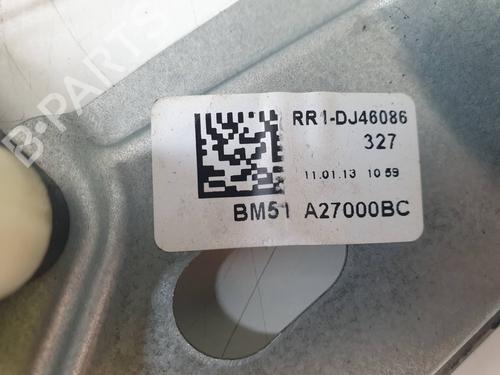 B-PARTS
RR1-DJ46086
327
11.01.13 10 59
BM51 A27000BC